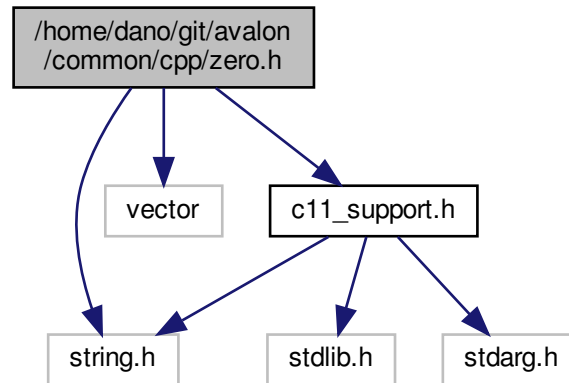 /home/dano/git/avalon
/common/cpp/zero.h
vector
c11_support.h
string.h
stdlib.h
stdarg.h